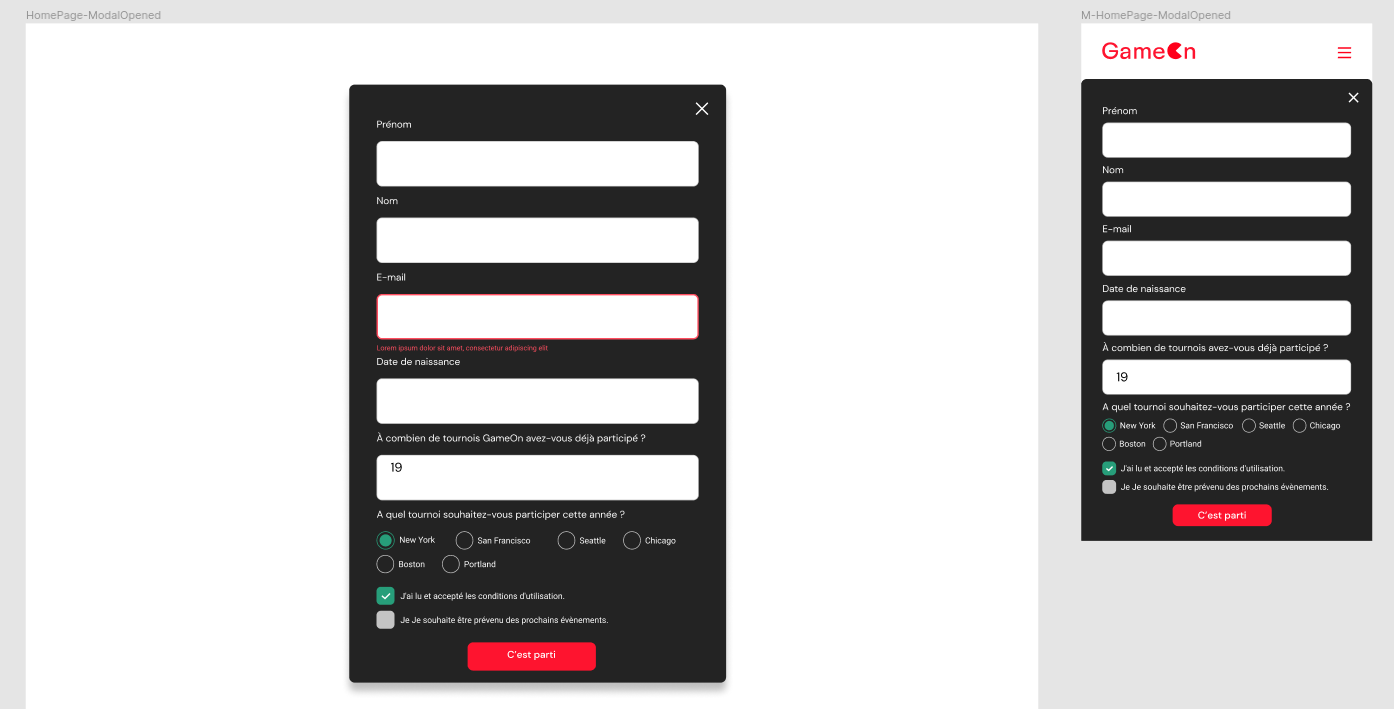 HomePage-ModalOpened
Prénom
Nom
E-mail
Lorem ipsum dolor sit amet, consectetur adipiscing elit
Date de naissance
À combien de tournois GameOn avez-vous déjà participé ?
19
A quel tournoi souhaitez-vous participer cette année ?
New York San Francisco Seattle Chicago
Boston Portland
J'ai lu et accepté les conditions d'utilisation.
Je Je souhaite être prévenu des prochains évènements.
C'est parti
M-HomePage-ModalOpened
GameOn
Prénom
Nom
E-mail
Date de naissance
À combien de tournois avez-vous déjà participé ?
19
A quel tournoi souhaitez-vous participer cette année ?
New York San Francisco Seattle Chicago
Boston Portland
J'ai lu et accepté les conditions d'utilisation.
Je Je souhaite être prévenu des prochains évènements.
C'est parti